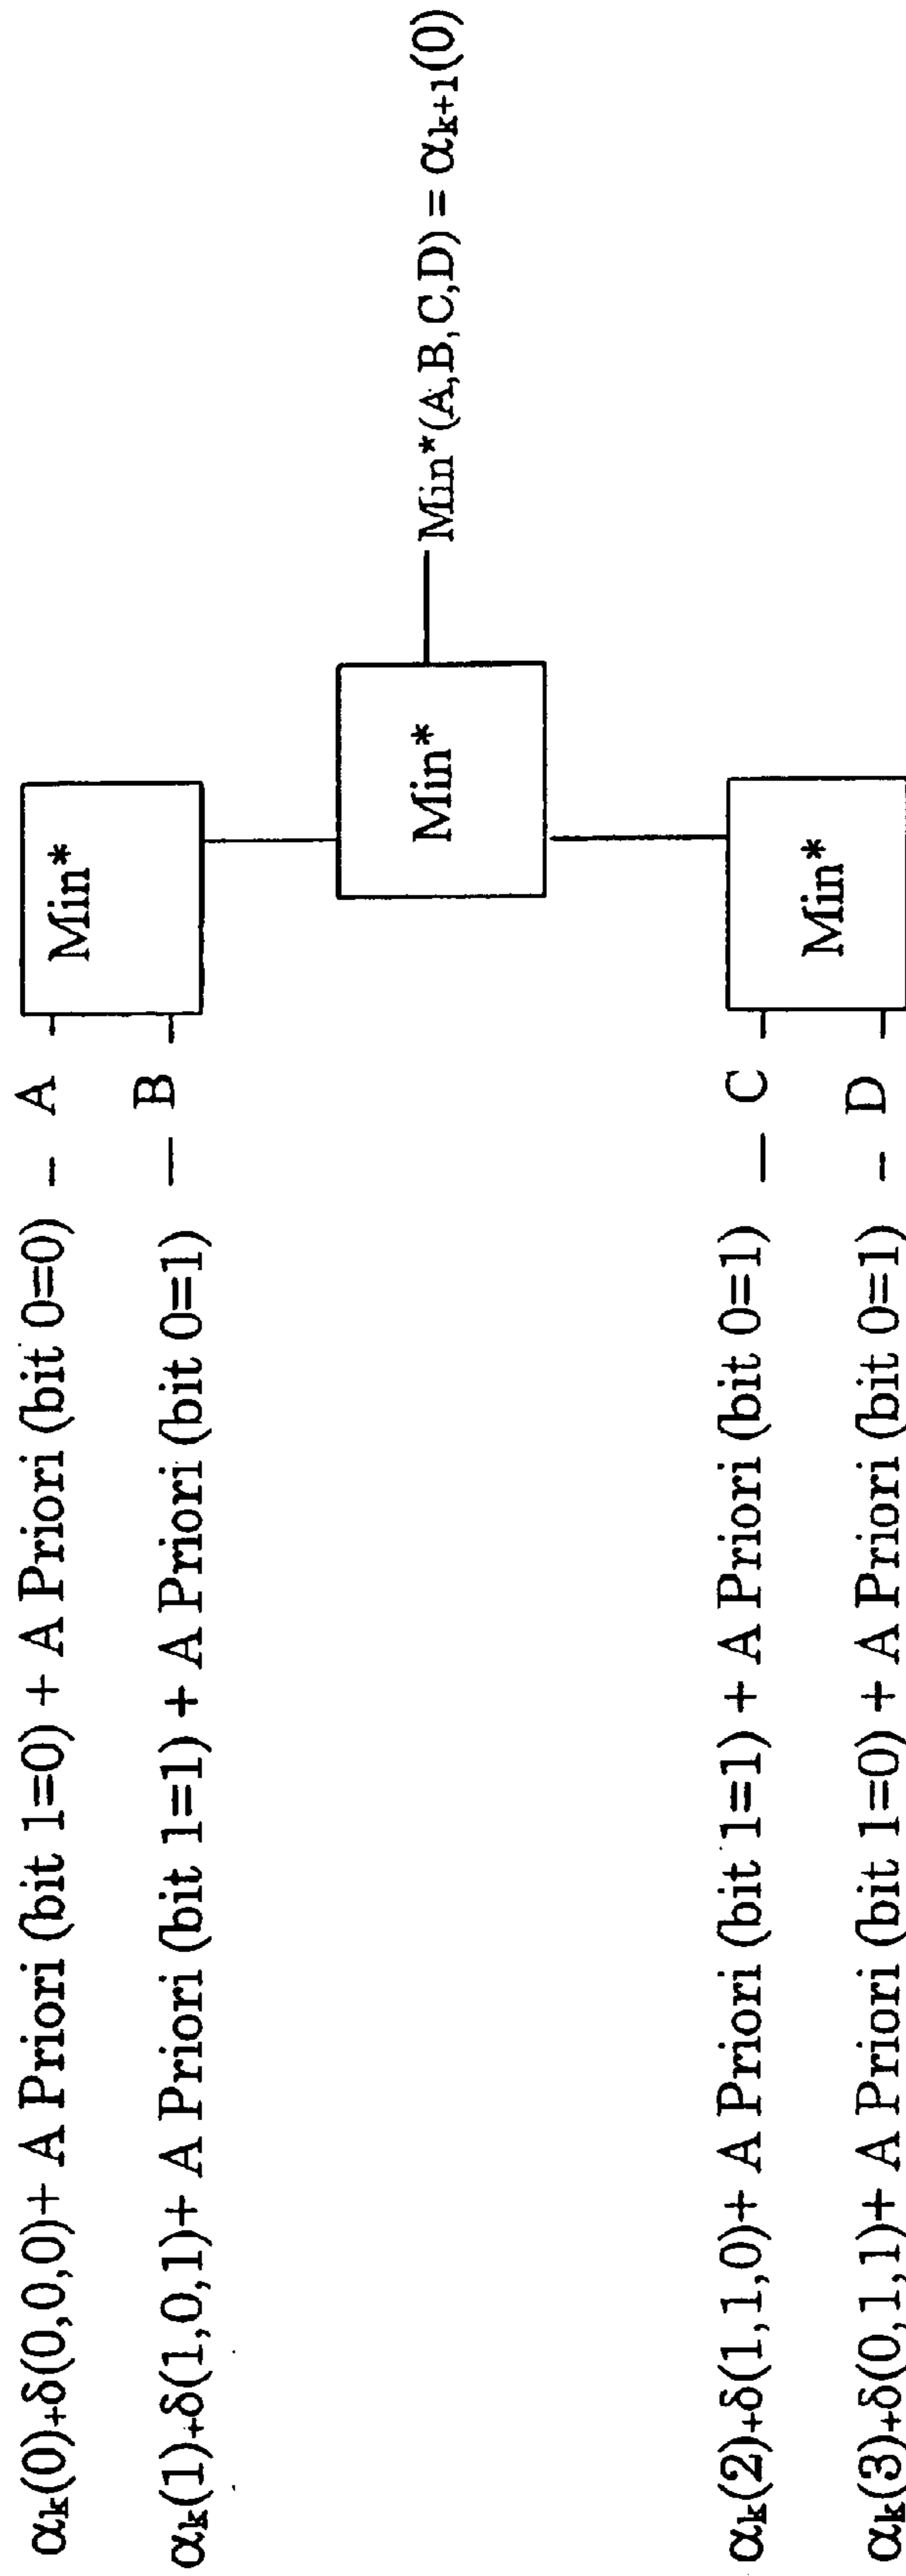 αₖ(0)+δ(0,0,0)+ A Priori (bit 1=0) + A Priori (bit 0=0) – A
Min*
αₖ(1)+δ(1,0,1)+ A Priori (bit 1=1) + A Priori (bit 0=1) — B
Min*
Min*(A,B,C,D) = αₖ₊₁(0)
αₖ(2)+δ(1,1,0)+ A Priori (bit 1=1) + A Priori (bit 0=1) — C
Min*
αₖ(3)+δ(0,1,1)+ A Priori (bit 1=0) + A Priori (bit 0=1) – D